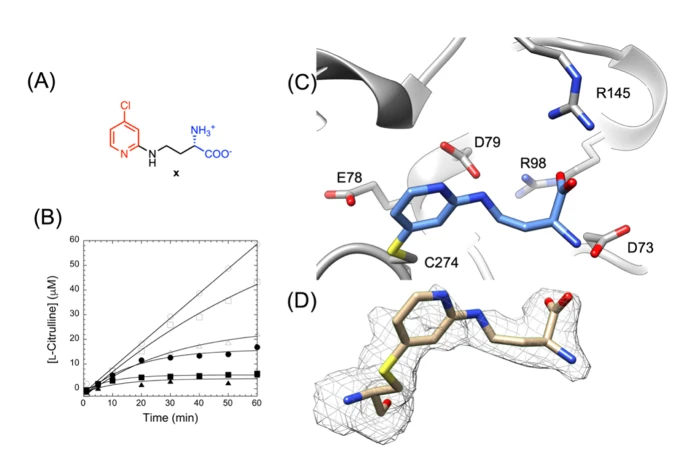 (A)
Cl
NH3+
N
N
H
COO-
x
(B)
[L-Citrulline] (μM)
60
50
40
30
20
10
0
0 10 20 30 40 50 60
Time (min)
(C)
R145
D79
R98
E78
D73
C274
(D)